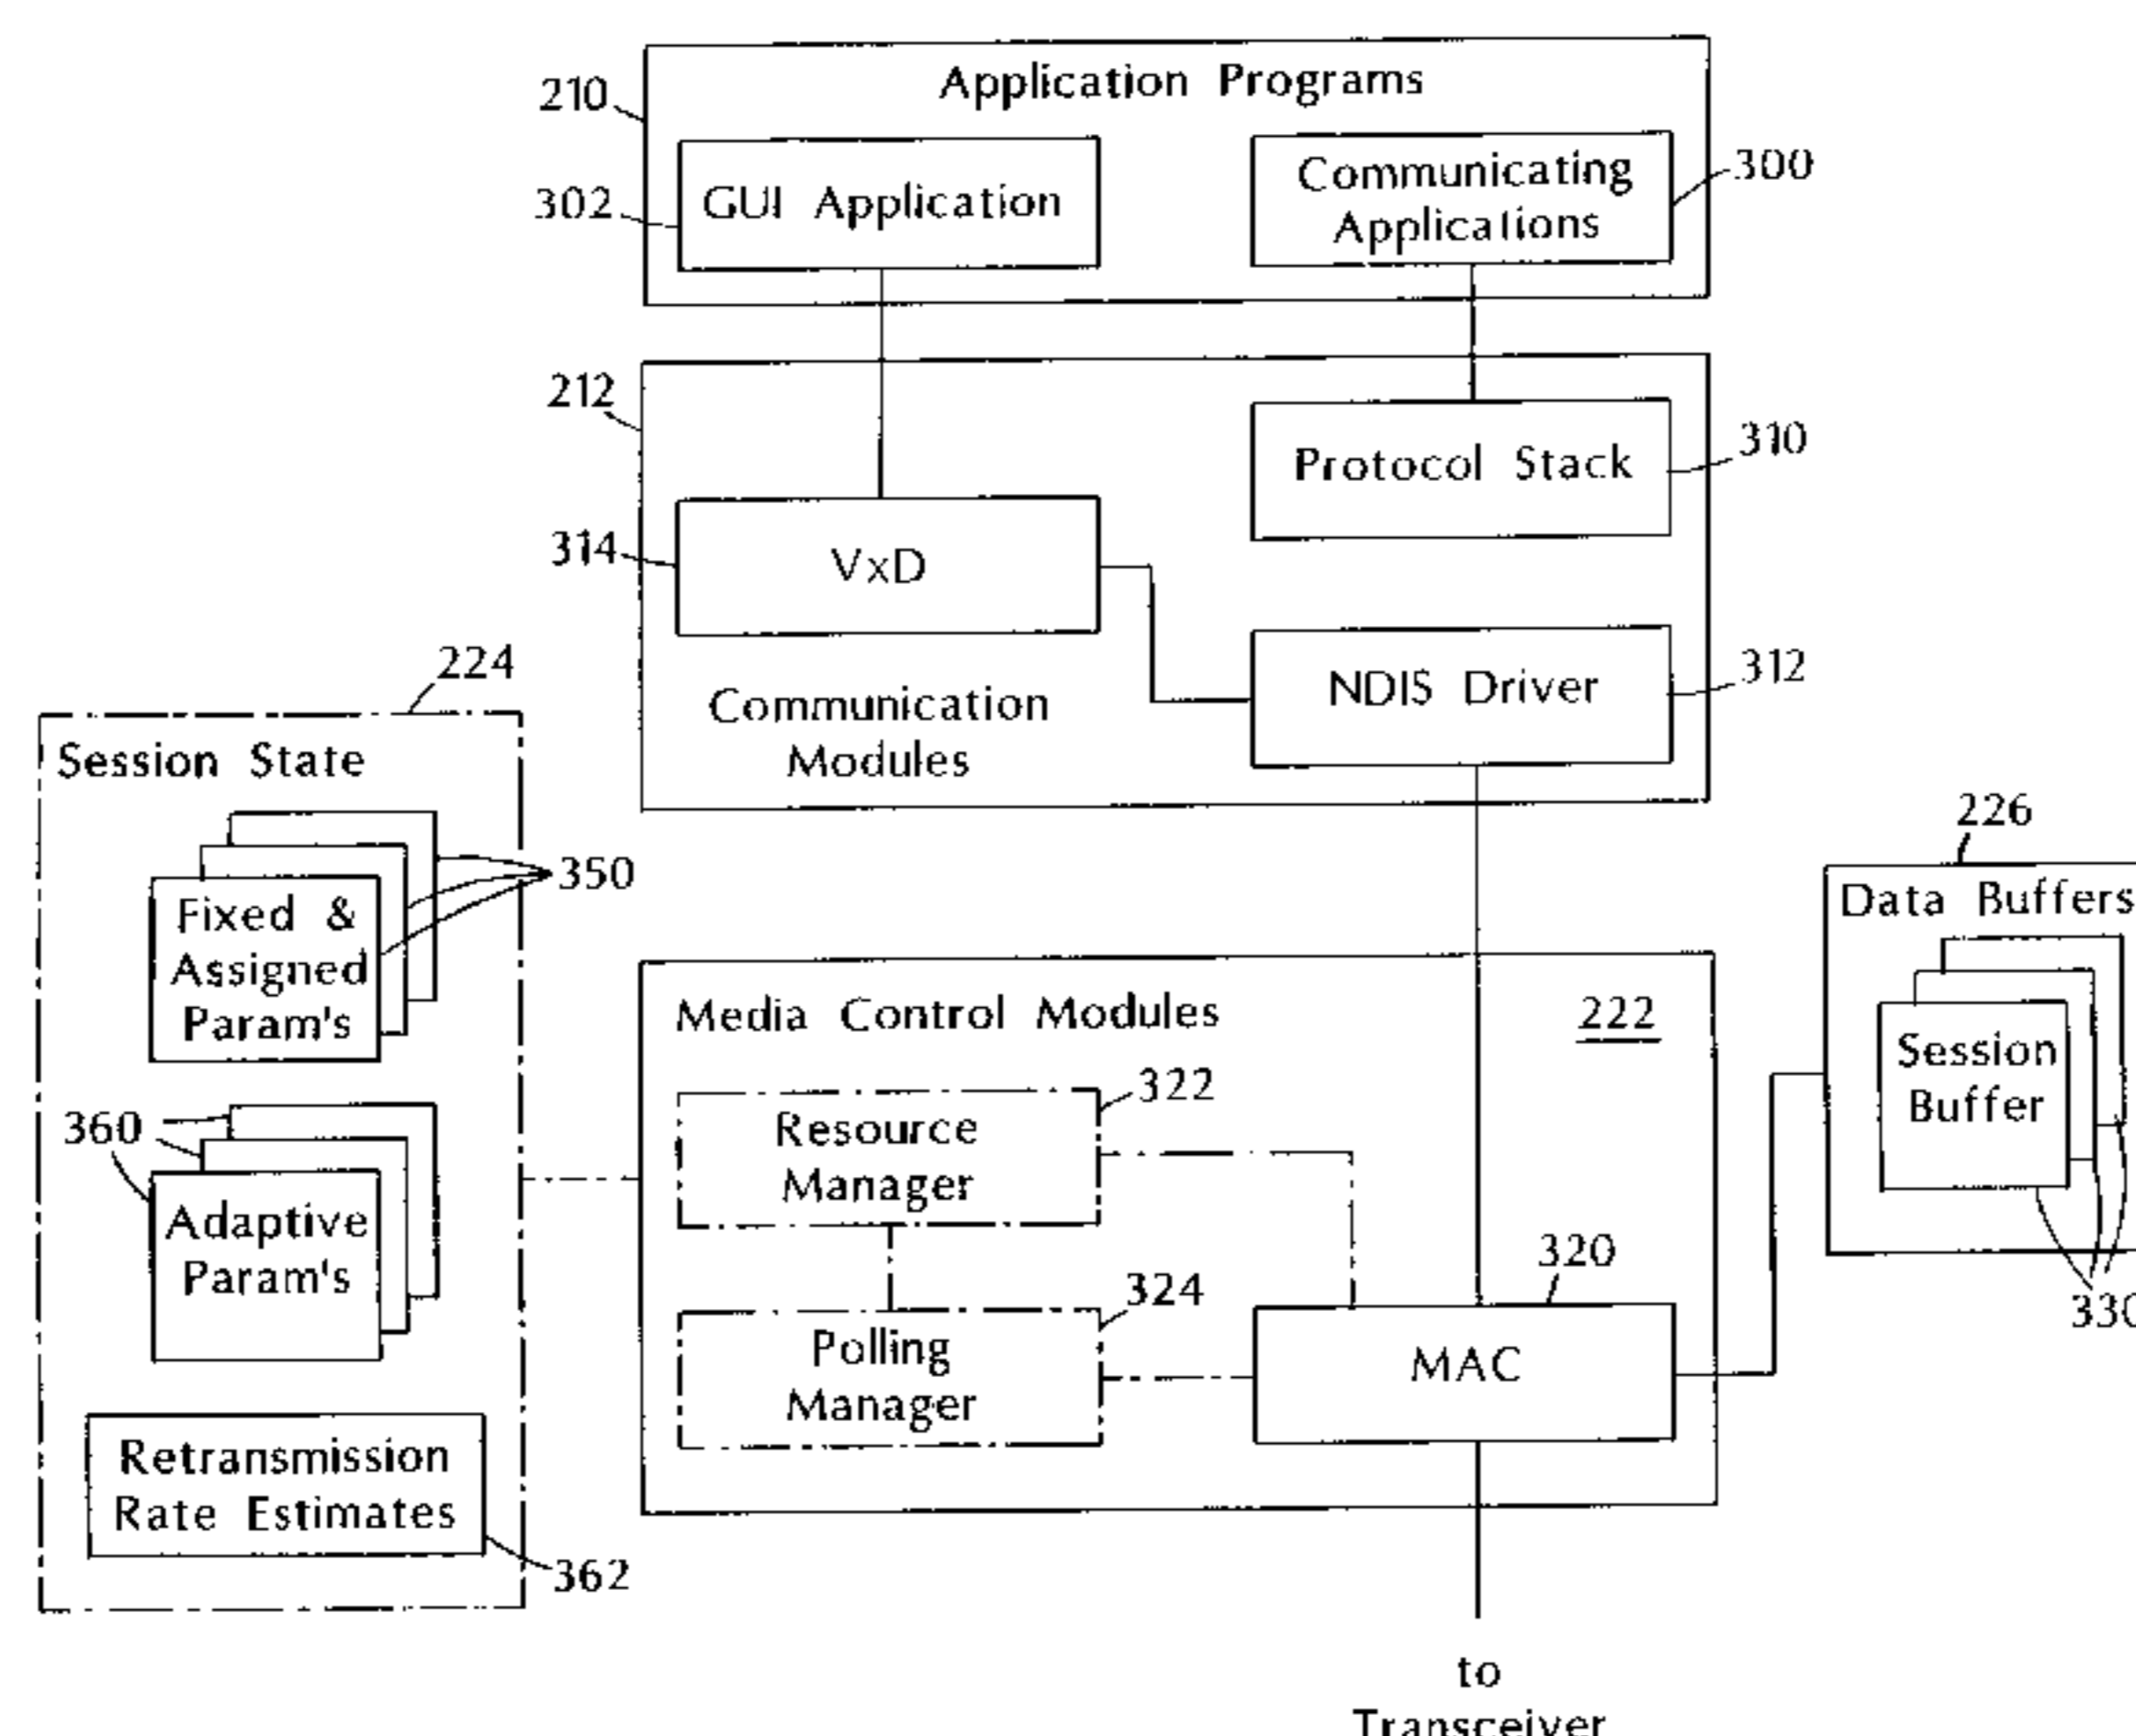 Application Programs
210
GUI Application
302
Communicating
Applications
300
212
Protocol Stack
310
VxD
314
NDIS Driver
312
Communication
Modules
224
Session State
350
Fixed &
Assigned
Param's
360
Adaptive
Param's
Retransmission
Rate Estimates
362
Media Control Modules
222
Resource
Manager
322
Polling
Manager
324
MAC
320
226
Data Buffers
Session
Buffer
330
to
Transceiver